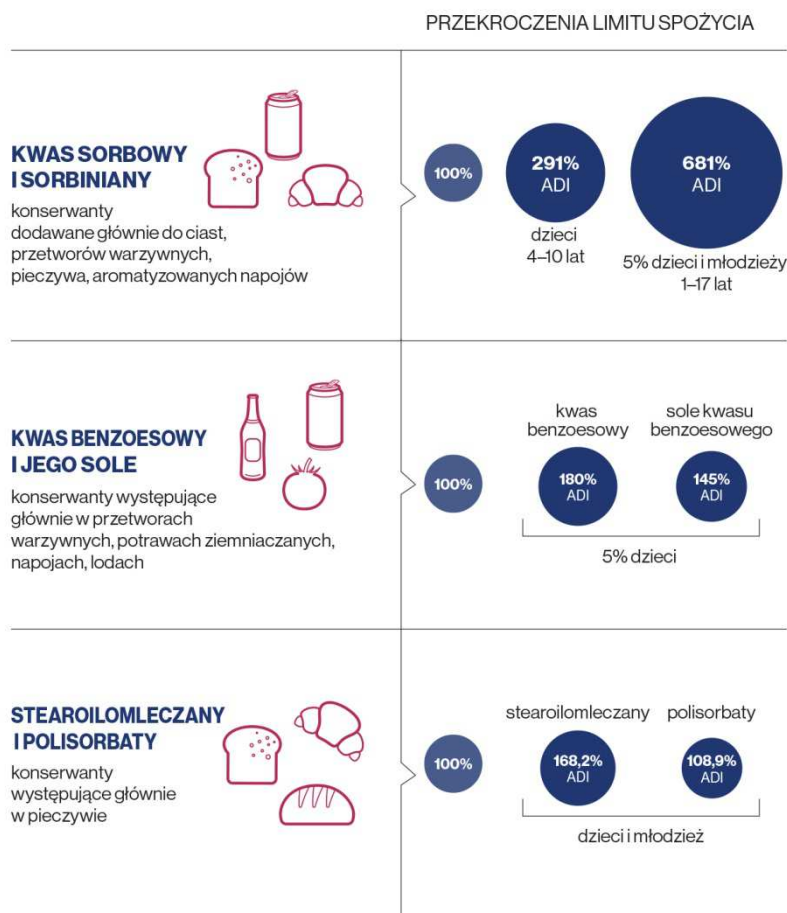 PRZEKROCZENIA LIMITU SPOŻYCIA
KWAS SORBOWY
I SORBINIANY
konserwanty
dodawane głównie do ciast,
przetworów warzywnych,
pieczywa, aromatyzowanych napojów
100%
291%
ADI
dzieci
4–10 lat
681%
ADI
5% dzieci i młodzieży
1–17 lat
KWAS BENZOESOWY
I JEGO SOLE
konserwanty występujące
głównie w przetworach
warzywnych, potrawach ziemniaczanych,
napojach, lodach
100%
kwas
benzoesowy
180%
ADI
sole kwasu
benzoesowego
145%
ADI
5% dzieci
STEAROILOMLECZANY
I POLISORBATY
konserwanty
występujące głównie
w pieczywie
100%
stearoilomleczany
168,2%
ADI
polisorbaty
108,9%
ADI
dzieci i młodzież